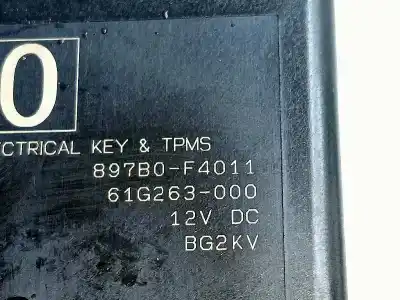 0
CTRICAL KEY & TPMS
897B0-F4011
61G263-000
12V DC
BG2KV